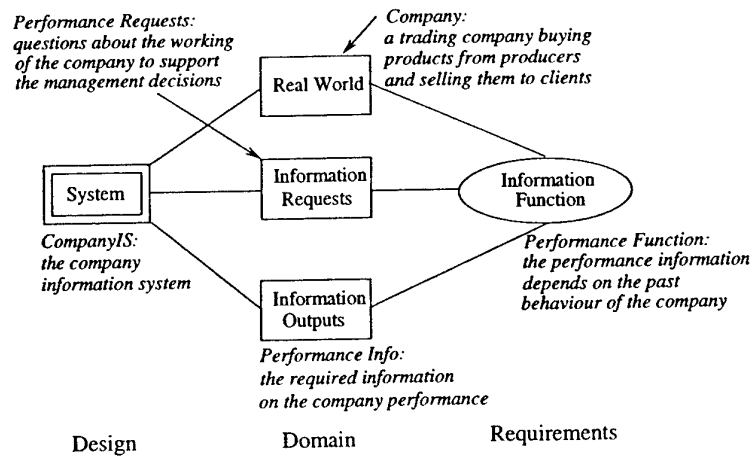 Performance Requests:
questions about the working
of the company to support
the management decisions
Company:
a trading company buying
products from producers
and selling them to clients
Real World
System
Information
Requests
Information
Function
CompanyIS:
the company
information system
Performance Function:
the performance information
depends on the past
behaviour of the company
Information
Outputs
Performance Info:
the required information
on the company performance
Design
Domain
Requirements